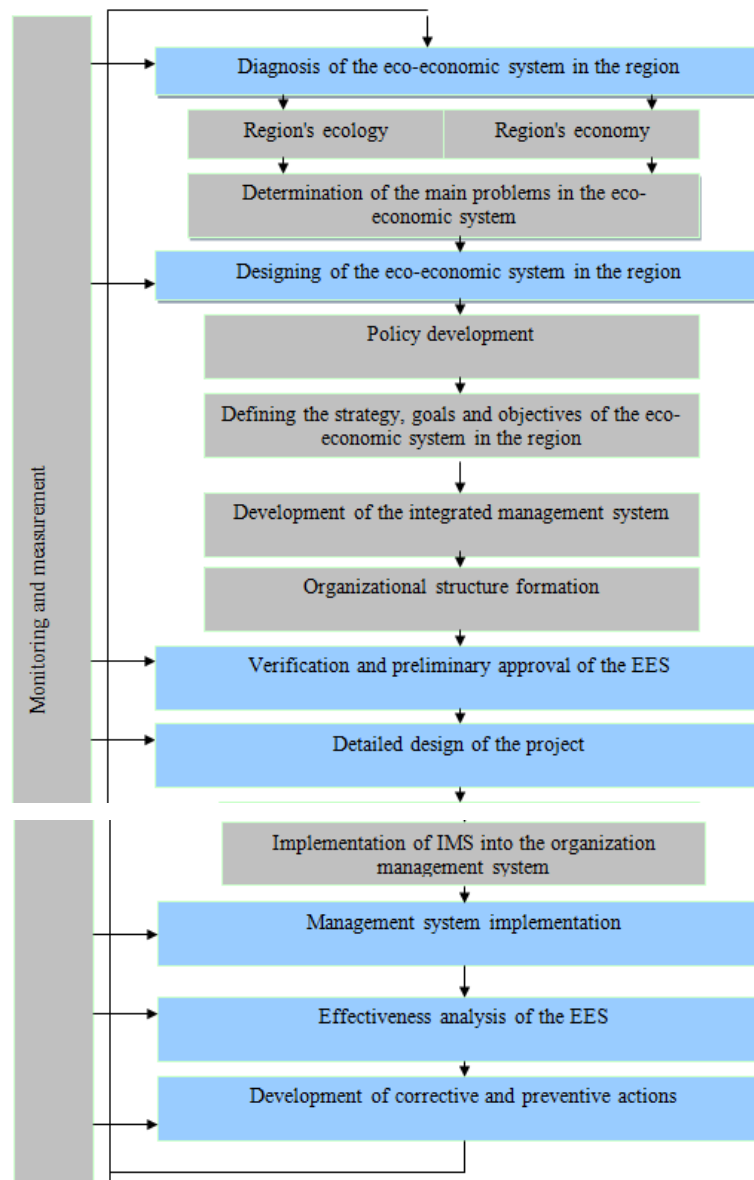 Diagnosis of the eco-economic system in the region
Region's ecology
Region's economy
Determination of the main problems in the eco-
economic system
Designing of the eco-economic system in the region
Policy development
Defining the strategy, goals and objectives of the eco-
economic system in the region
Development of the integrated management system
Organizational structure formation
Verification and preliminary approval of the EES
Detailed design of the project
Implementation of IMS into the organization
management system
Management system implementation
Effectiveness analysis of the EES
Development of corrective and preventive actions
Monitoring and measurement